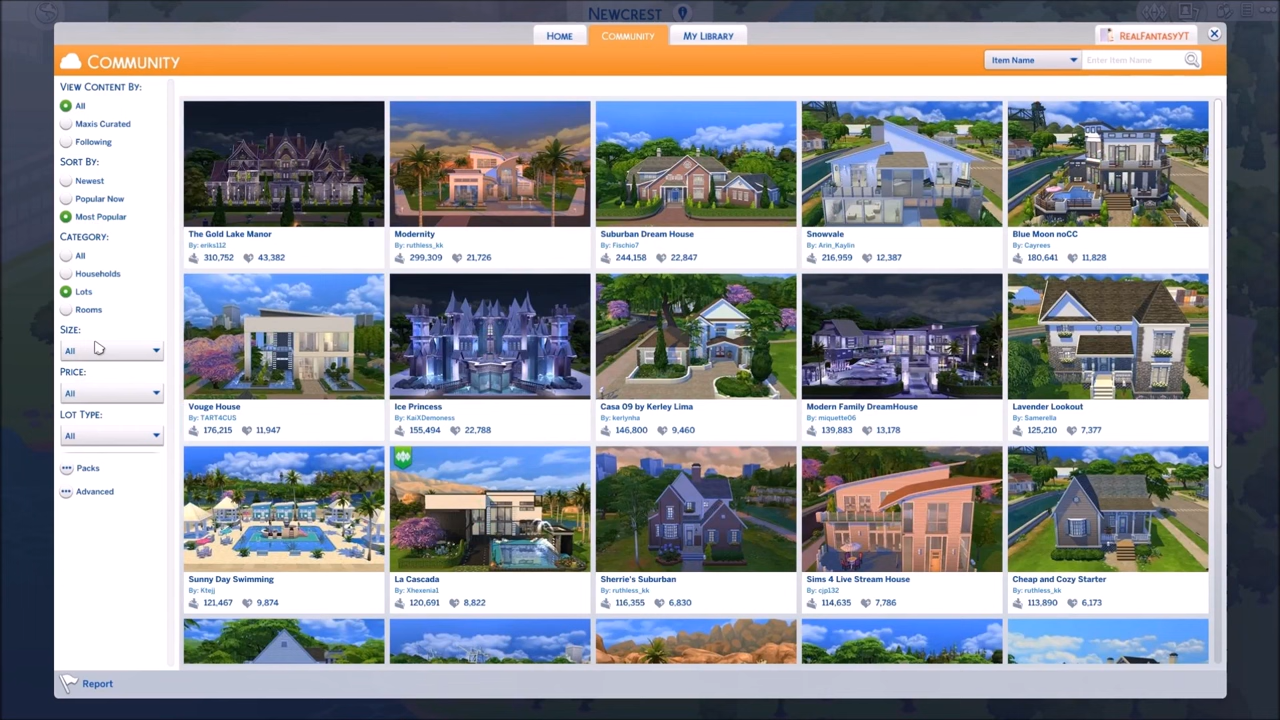 NEWCREST
HOME
COMMUNITY
MY LIBRARY
REALFANTASYYT
COMMUNITY
Item Name
Enter Item Name
VIEW CONTENT BY:
All
Maxis Curated
Following
SORT BY:
Newest
Popular Now
Most Popular
CATEGORY:
All
Households
Lots
Rooms
SIZE:
All
PRICE:
All
LOT TYPE:
All
Packs
Advanced
The Gold Lake Manor
By: eriks112
310,752 43,382
Modernity
By: ruthless_kk
299,309 21,726
Suburban Dream House
By: Fischio7
244,158 22,847
Snowvale
By: Arin_Kaylin
216,959 12,387
Blue Moon noCC
By: Cayrees
180,641 11,828
Vouge House
By: TART4CUS
176,215 11,947
Ice Princess
By: KaiXDemoness
155,494 22,788
Casa 09 by Kerley Lima
By: kerlynha
146,800 9,460
Modern Family DreamHouse
By: miquette06
139,883 13,178
Lavender Lookout
By: Samerella
125,210 7,377
Sunny Day Swimming
By: Ktejj
121,467 9,874
La Cascada
By: Xhexenia1
120,691 8,822
Sherrie's Suburban
By: ruthless_kk
116,355 6,830
Sims 4 Live Stream House
By: cjp132
114,635 7,786
Cheap and Cozy Starter
By: ruthless_kk
113,890 6,173
Report